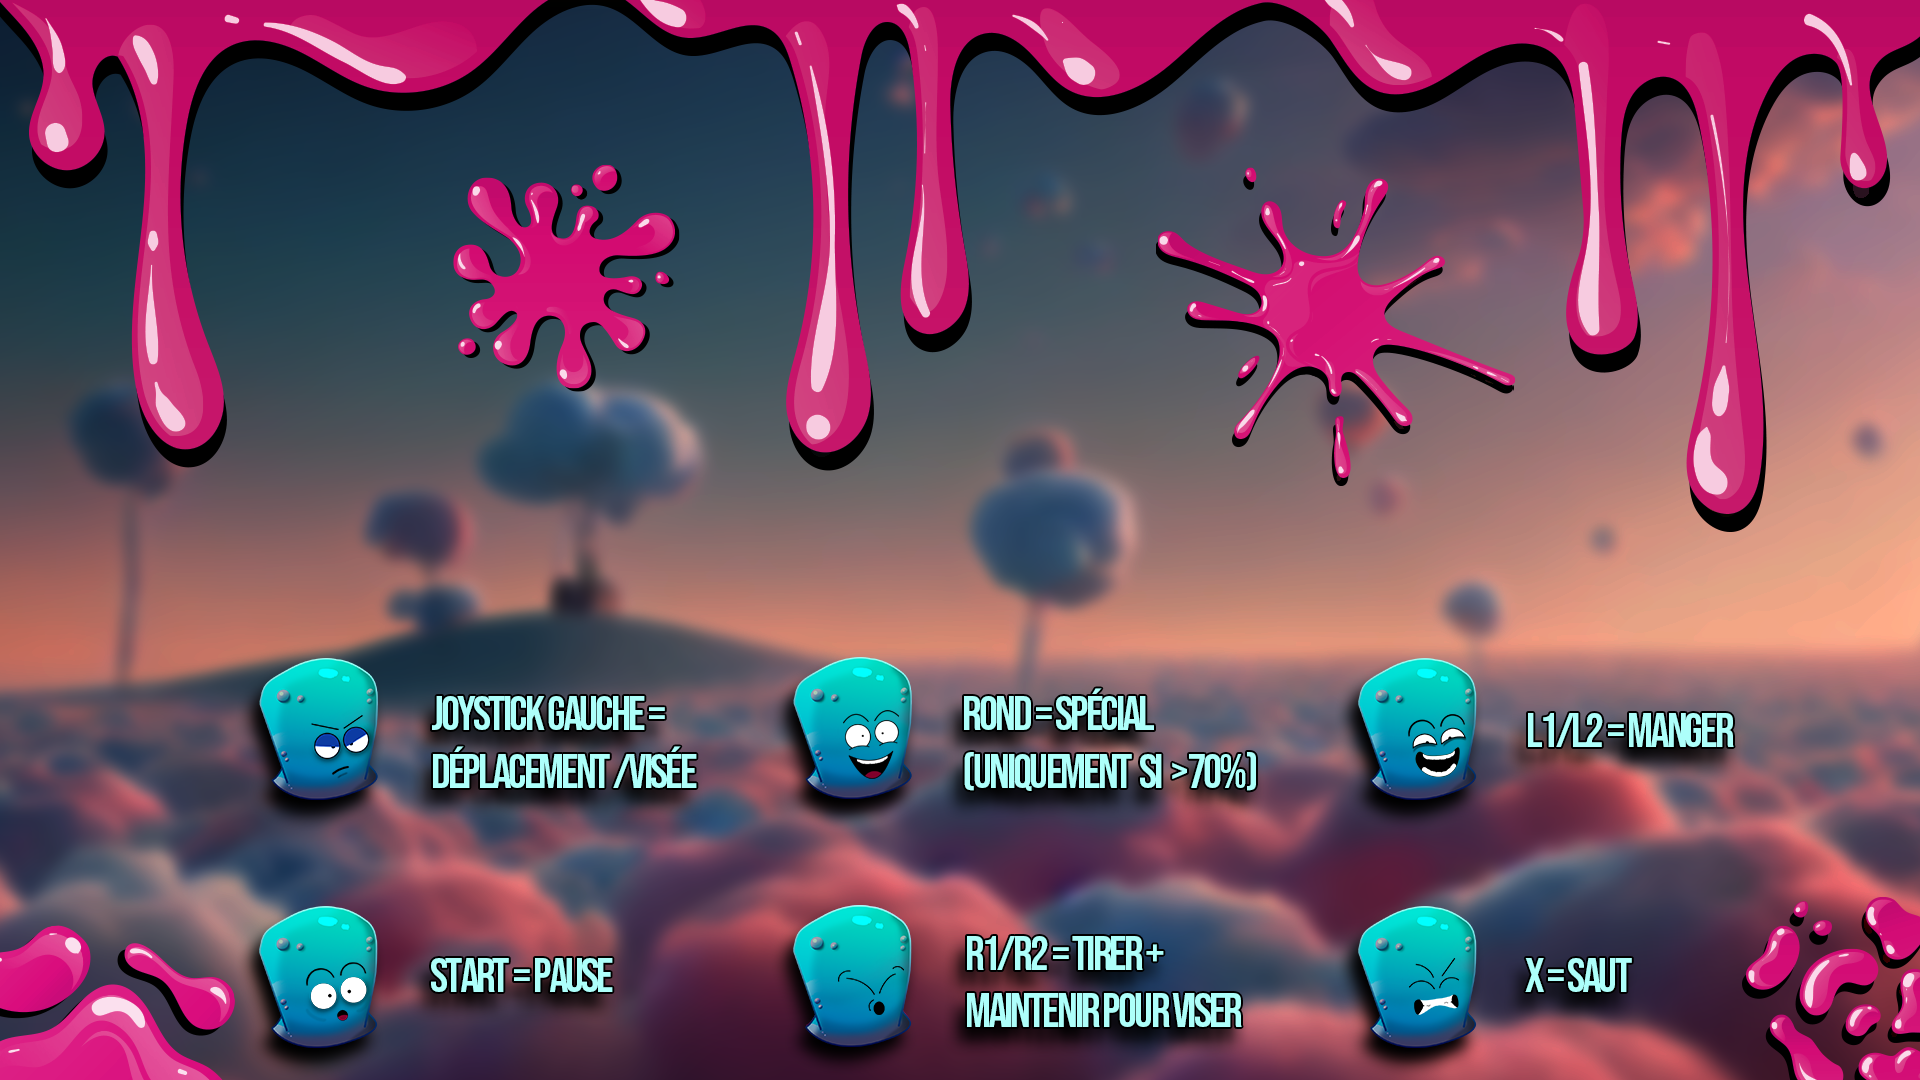 JOYSTICK GAUCHE =
DÉPLACEMENT /VISÉE
ROND = SPÉCIAL
(UNIQUEMENT SI >70%)
L1/L2 = MANGER
START = PAUSE
R1/R2 = TIRER +
MAINTENIR POUR VISER
X = SAUT